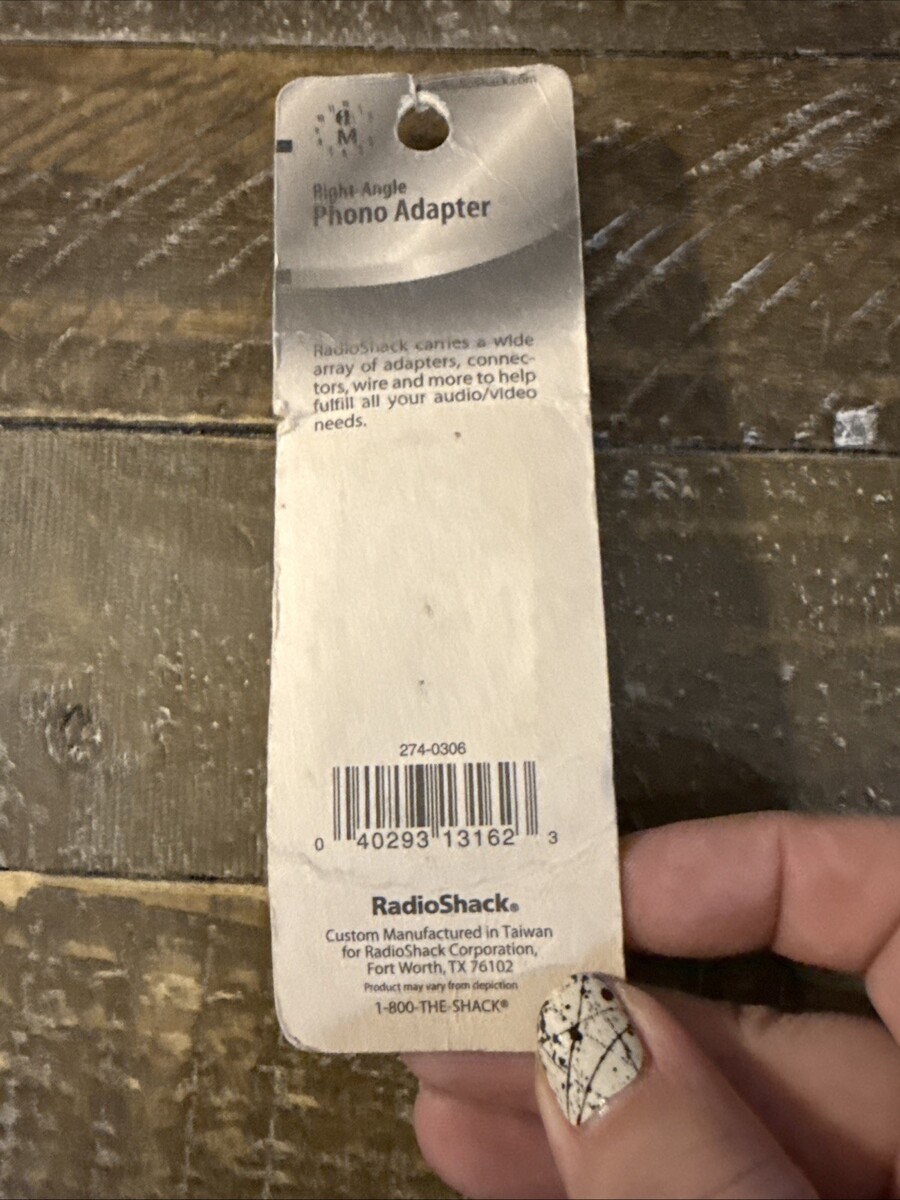 RadioShack.com
Right-Angle
Phono Adapter
RadioShack carries a wide
array of adapters, connec-
tors, wire and more to help
fulfill all your audio/video
needs.
274-0306
0 40293 13162 3
RadioShack®
Custom Manufactured in Taiwan
for RadioShack Corporation,
Fort Worth, TX 76102
Product may vary from depiction
1-800-THE-SHACK®